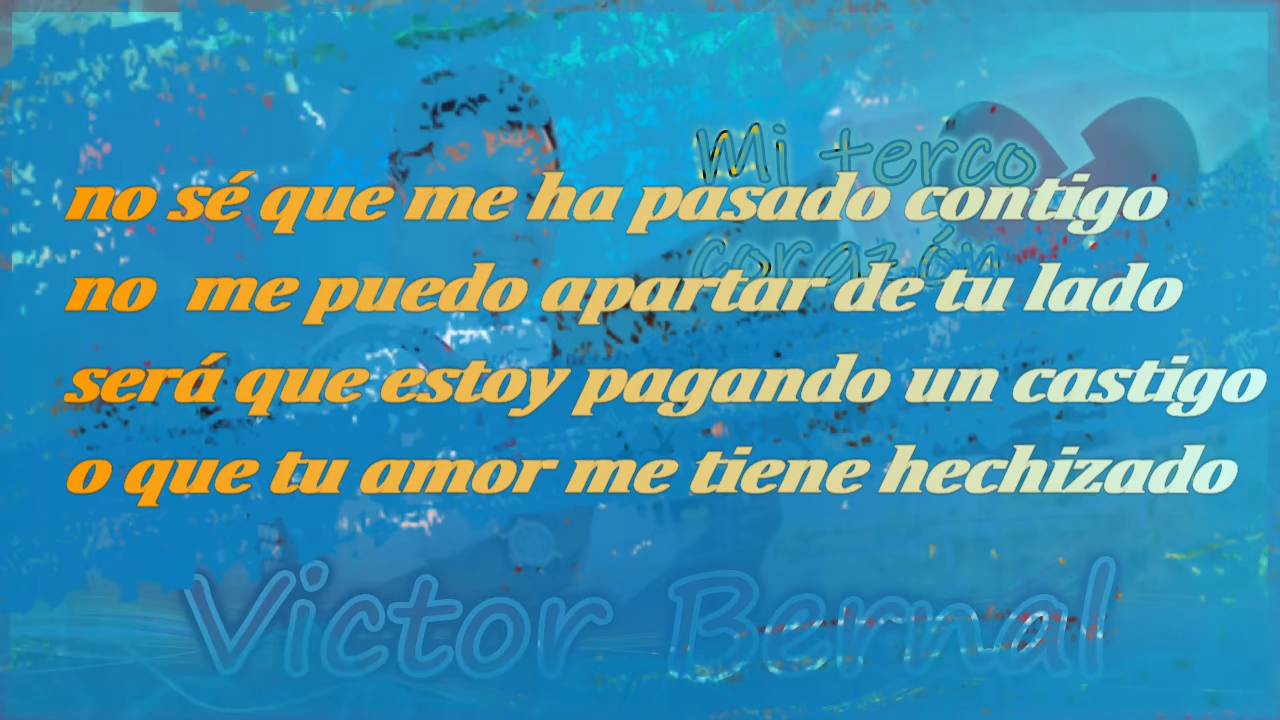 Mi terco
no sé que me ha pasado contigo
corazón
no me puedo apartar de tu lado
será que estoy pagando un castigo
o que tu amor me tiene hechizado
Victor Bernal